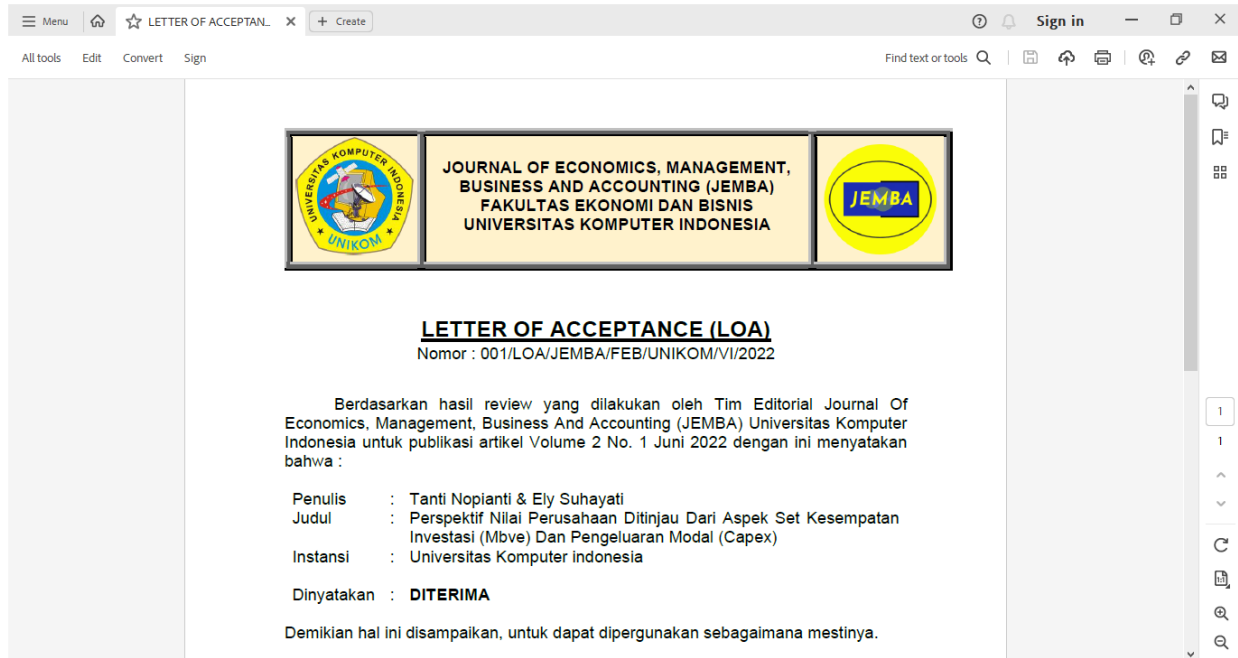 Menu
LETTER OF ACCEPTAN...
+ Create
Sign in
All tools Edit Convert Sign
Find text or tools
UNIVERSITAS KOMPUTER INDONESIA
UNIKOM
JOURNAL OF ECONOMICS, MANAGEMENT,
BUSINESS AND ACCOUNTING (JEMBA)
FAKULTAS EKONOMI DAN BISNIS
UNIVERSITAS KOMPUTER INDONESIA
JEMBA
LETTER OF ACCEPTANCE (LOA)
Nomor : 001/LOA/JEMBA/FEB/UNIKOM/VI/2022
Berdasarkan hasil review yang dilakukan oleh Tim Editorial Journal Of
Economics, Management, Business And Accounting (JEMBA) Universitas Komputer
Indonesia untuk publikasi artikel Volume 2 No. 1 Juni 2022 dengan ini menyatakan
bahwa :
Penulis : Tanti Nopianti & Ely Suhayati
Judul : Perspektif Nilai Perusahaan Ditinjau Dari Aspek Set Kesempatan
Investasi (Mbve) Dan Pengeluaran Modal (Capex)
Instansi : Universitas Komputer indonesia
Dinyatakan : DITERIMA
Demikian hal ini disampaikan, untuk dapat dipergunakan sebagaimana mestinya.
1
1